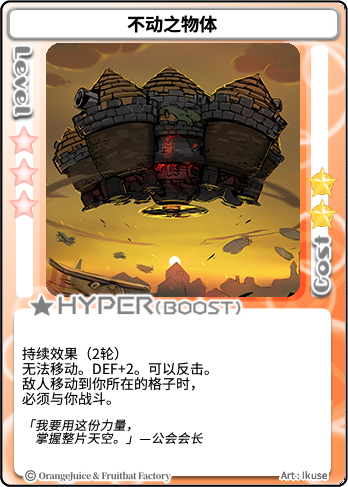 不动之物体
Level
Cost
HYPER(BOOST)
持续效果（2轮）
无法移动。DEF+2。可以反击。
敌人移动到你所在的格子时，
必须与你战斗。
「我要用这份力量，
掌握整片天空。」—公会会长
© OrangeJuice & Fruitbat Factory
Art.: Ikuse